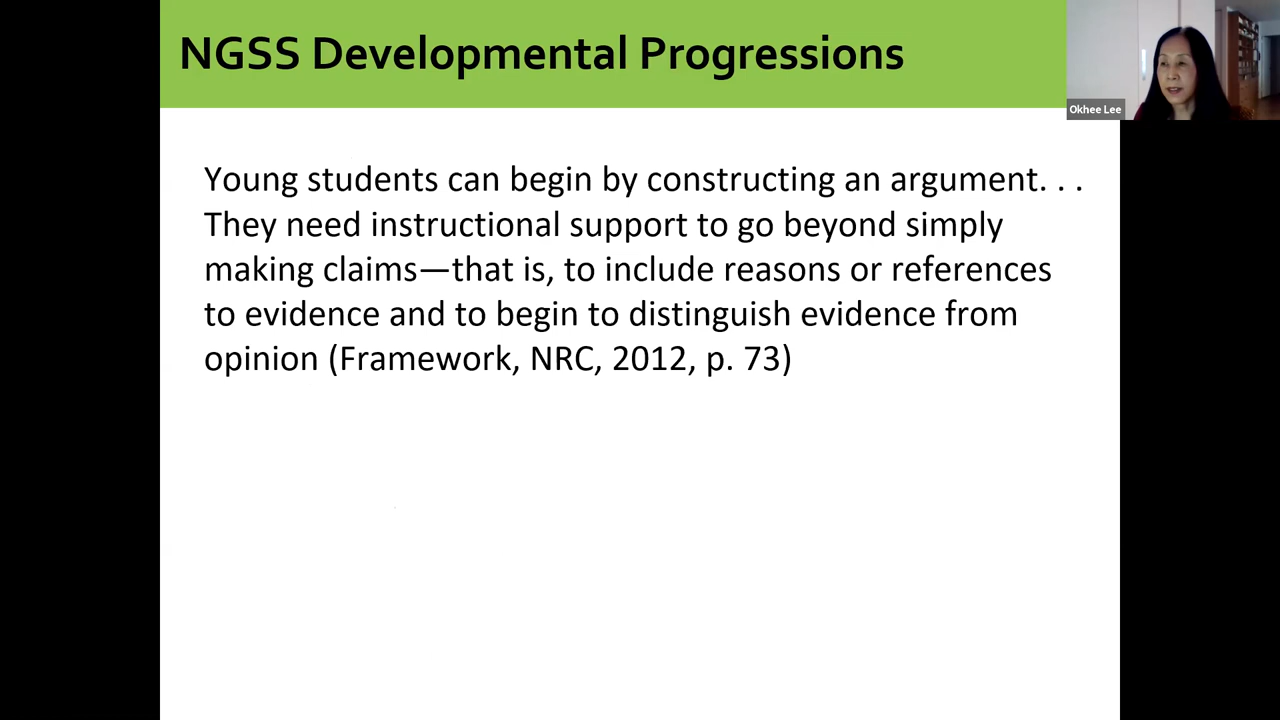 NGSS Developmental Progressions
Okhee Lee
Young students can begin by constructing an argument. . .
They need instructional support to go beyond simply
making claims—that is, to include reasons or references
to evidence and to begin to distinguish evidence from
opinion (Framework, NRC, 2012, p. 73)